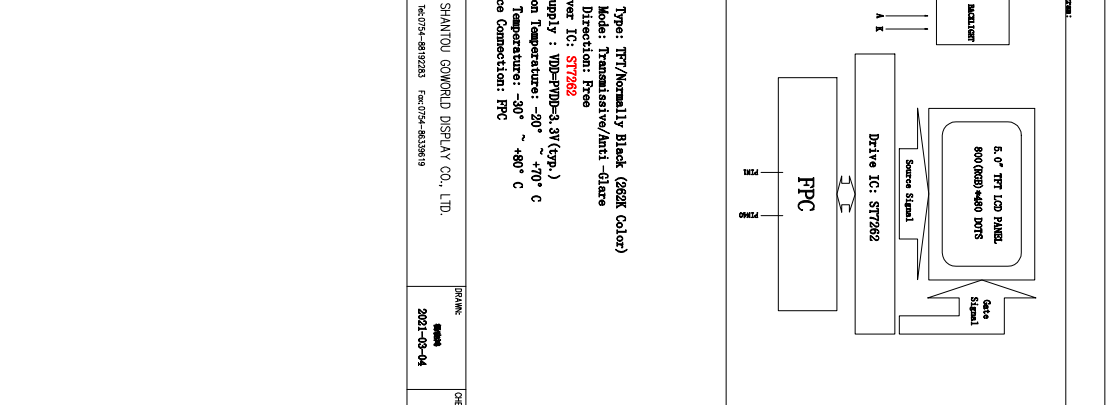 BACKLIGHT
A
K
5.0" TFT LCD PANEL
800(RGB)*480 DOTS
Gate
Signal
Source Signal
Drive IC: ST7262
FPC
PIN1
PIN40
Type: TFT/Normally Black (262K Color)
Mode: Transmissive/Anti-Glare
Direction: Free
ver IC: ST7262
upply : VDD=PVDD=3.3V(typ.)
on Temperature: -20° ~ +70° C
Temperature: -30° ~ +80° C
ce Connection: FPC
SHANTOU GOWORLD DISPLAY CO., LTD.
Tel:0754-88192283 Fax:0754-86339619
DRAWN:
2021-03-04
CHE